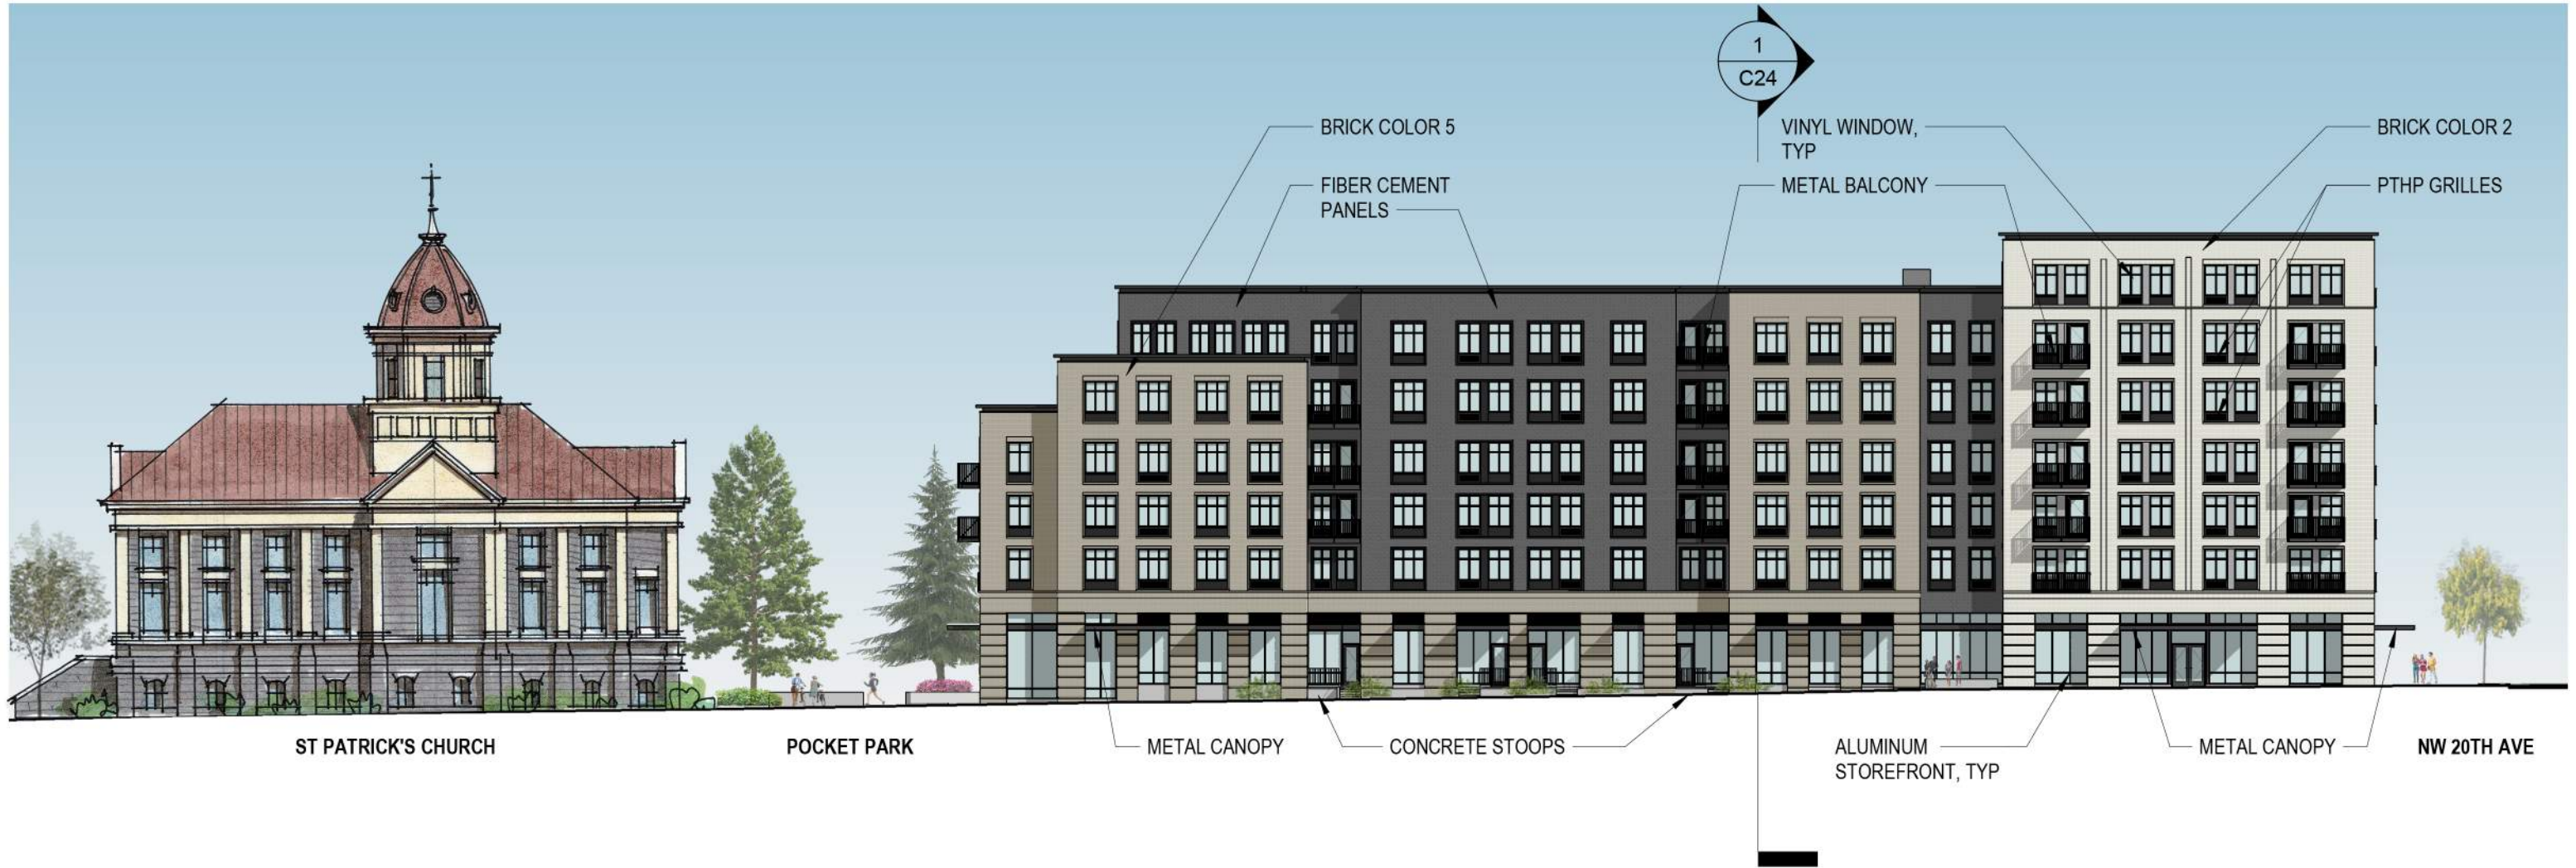 1
C24
BRICK COLOR 5
VINYL WINDOW,
TYP
BRICK COLOR 2
FIBER CEMENT
PANELS
METAL BALCONY
PTHP GRILLES
ST PATRICK'S CHURCH
POCKET PARK
METAL CANOPY
CONCRETE STOOPS
ALUMINUM
STOREFRONT, TYP
METAL CANOPY
NW 20TH AVE